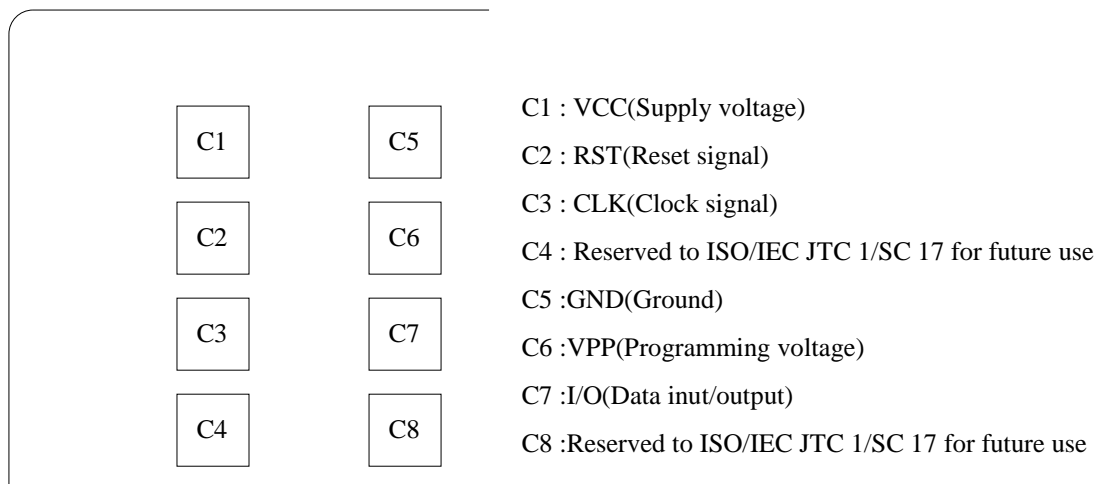 C1
C5
C2
C6
C3
C7
C4
C8
C1 : VCC(Supply voltage)
C2 : RST(Reset signal)
C3 : CLK(Clock signal)
C4 : Reserved to ISO/IEC JTC 1/SC 17 for future use
C5 :GND(Ground)
C6 :VPP(Programming voltage)
C7 :I/O(Data inut/output)
C8 :Reserved to ISO/IEC JTC 1/SC 17 for future use